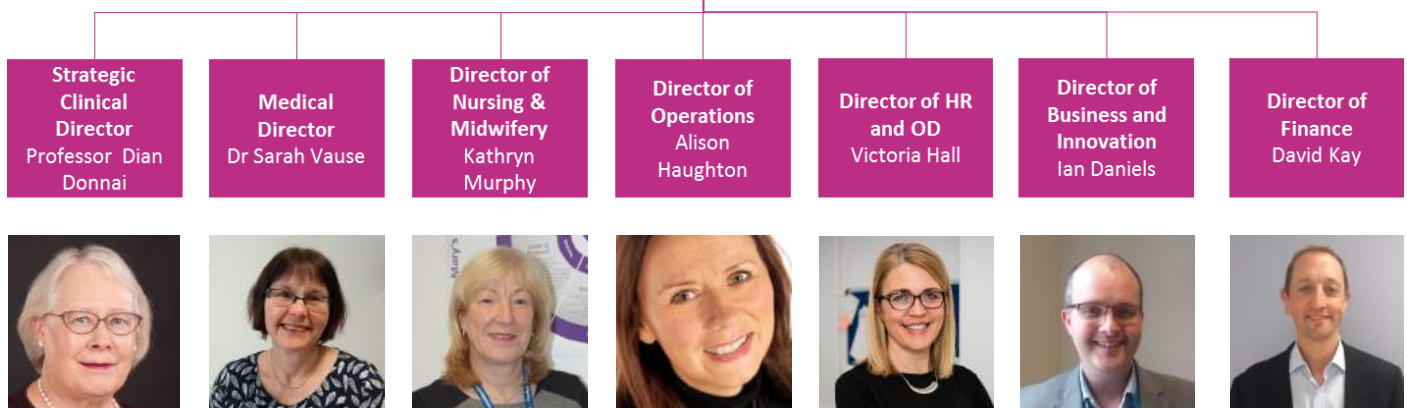 Strategic
Clinical
Director
Professor Dian
Donnai
Medical
Director
Dr Sarah Vause
Director of
Nursing &
Midwifery
Kathryn
Murphy
Director of
Operations
Alison
Haughton
Director of HR
and OD
Victoria Hall
Director of
Business and
Innovation
Ian Daniels
Director of
Finance
David Kay
Mary's